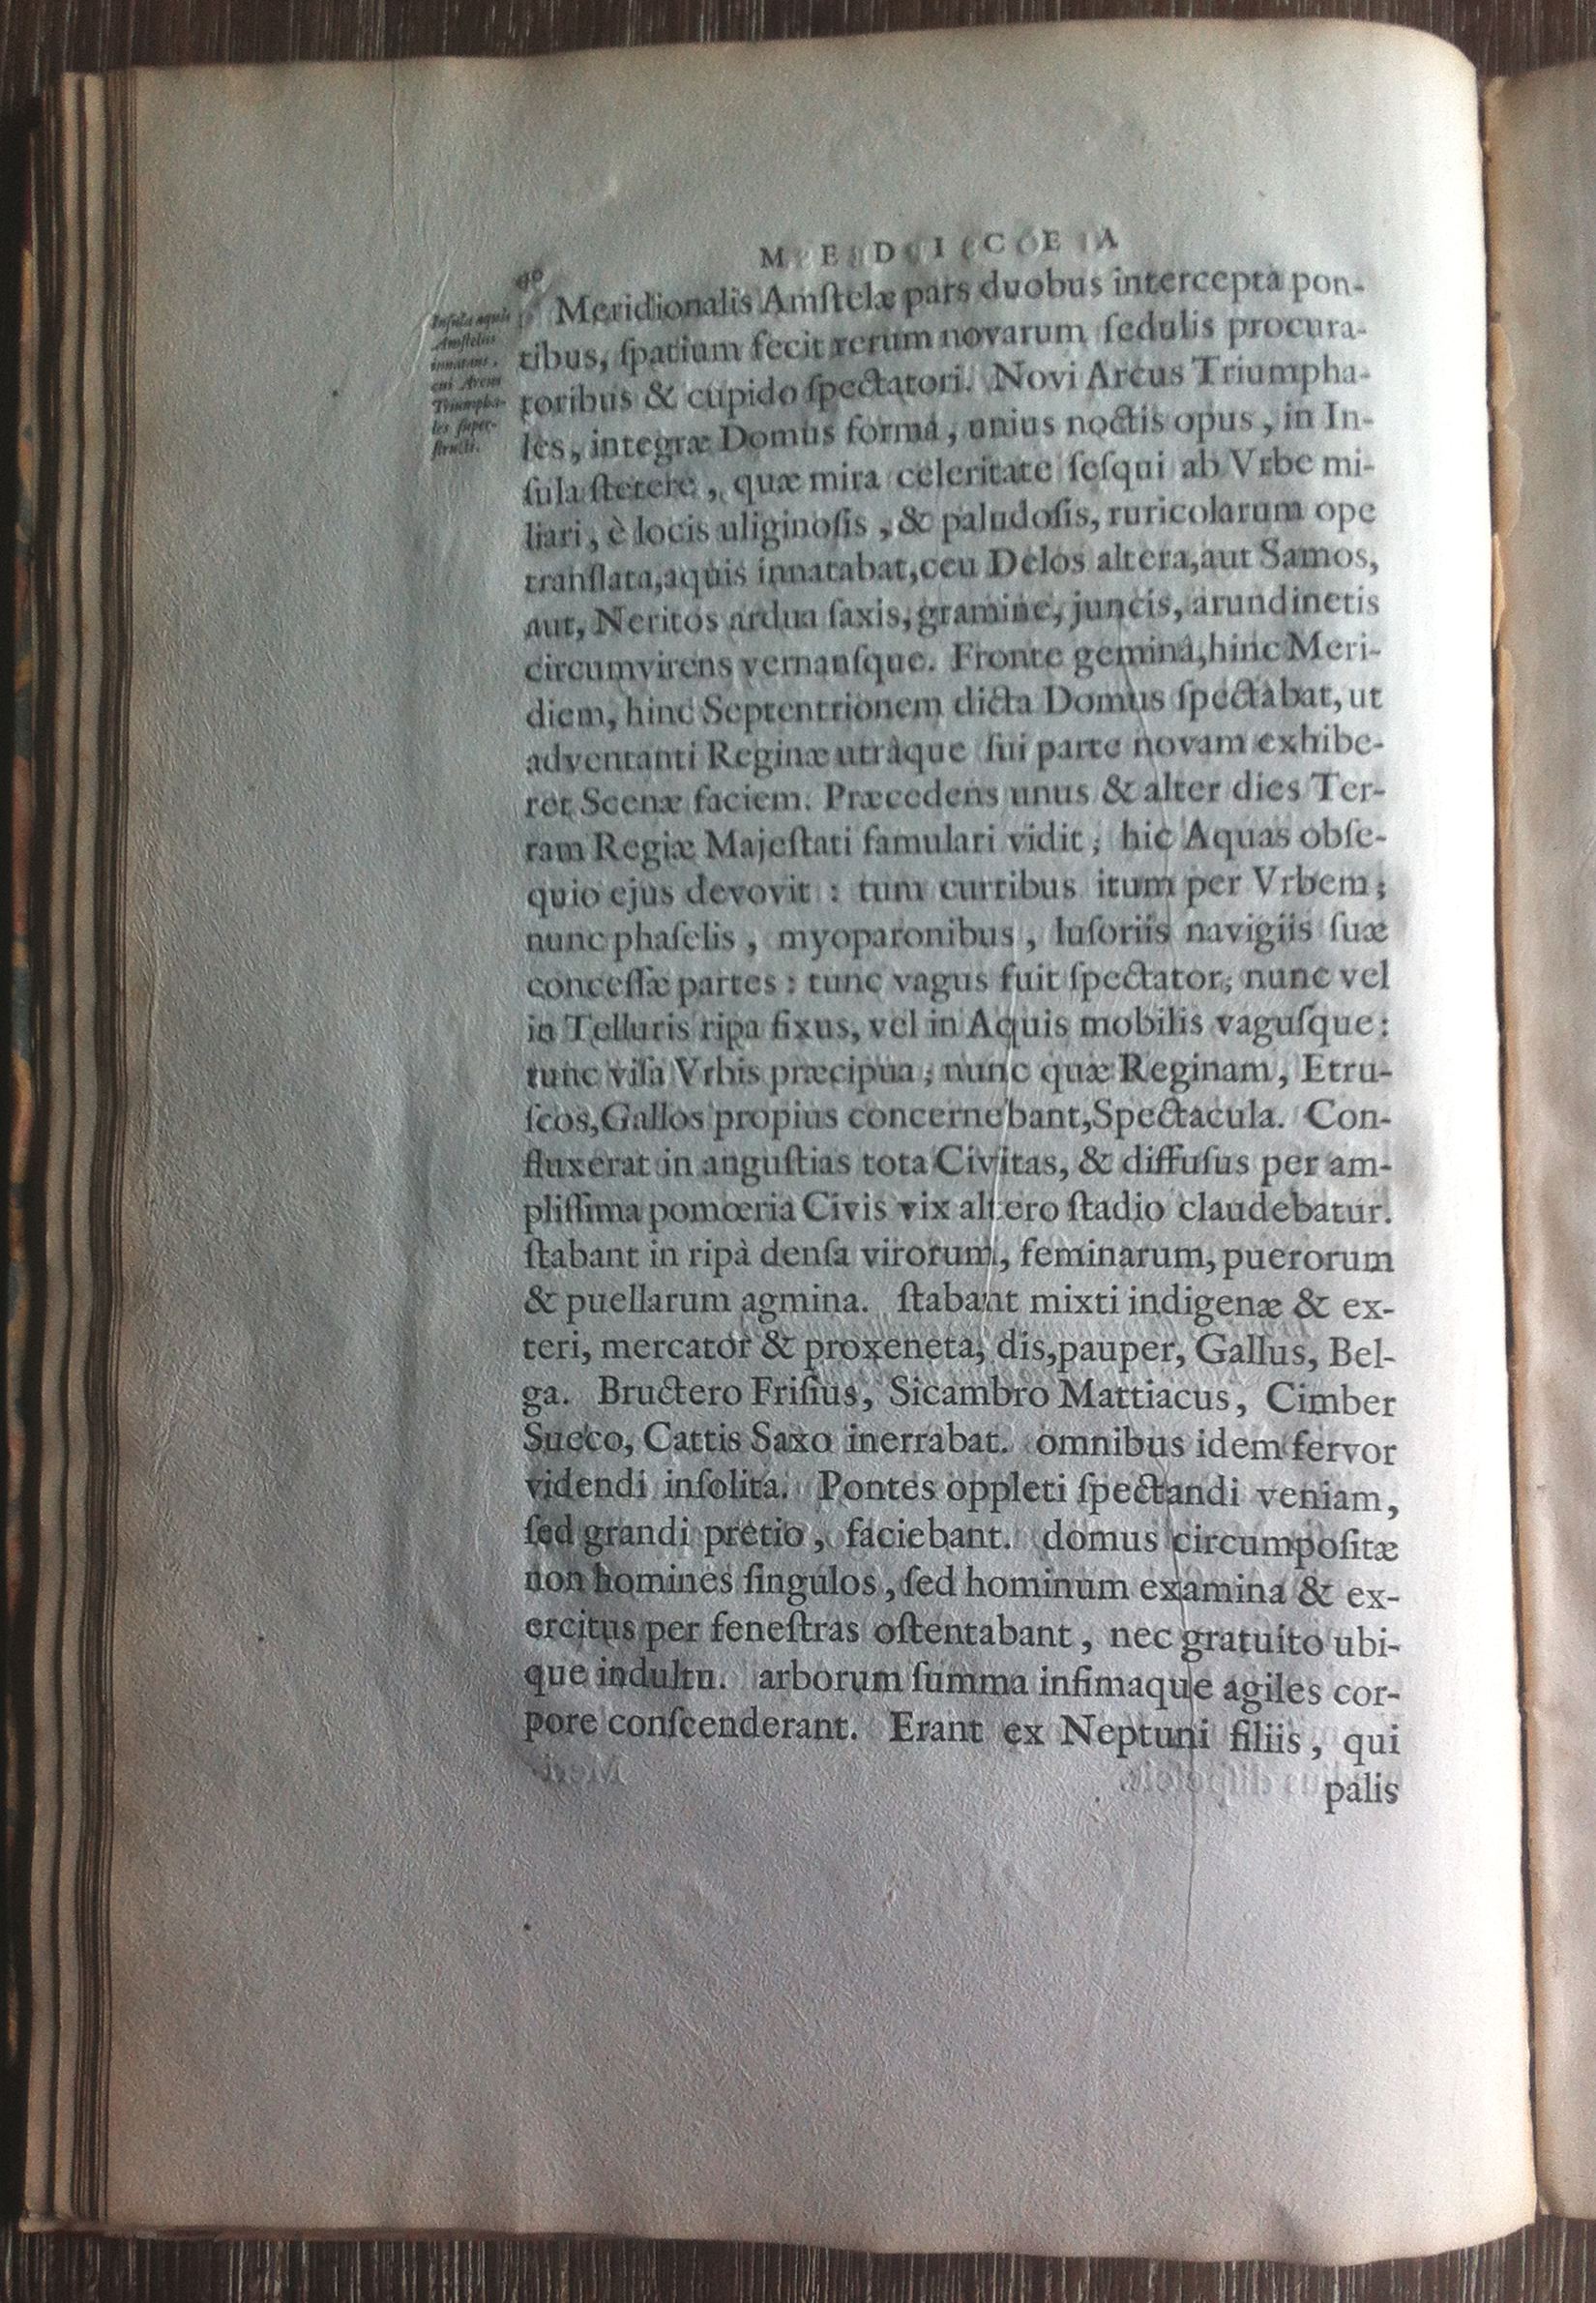 MEDICEA
Meridionalis Amſtelæ pars duobus intercepta pon-
tibus, ſpatium fecit rerum novarum ſedulis procura-
toribus & cupido ſpectatori. Novi Arcus Triumpha-
les, integræ Domus formâ, unius noctis opus, in In-
ſula ſtetere, quæ mira celeritate ſeſqui ab Vrbe mi-
liari, è locis uliginoſis, & paludoſis, ruricolarum ope
tranſlata, aquis innatabat, ceu Delos altera, aut Samos,
aut, Neritos ardua ſaxis, gramine, juncis, arundinetis
circumvirens vernanſque. Fronte geminâ, hinc Meri-
diem, hinc Septentrionem dicta Domus ſpectabat, ut
adventanti Reginæ utrâque ſui parte novam exhibe-
ret Scenæ faciem. Præcedens unus & alter dies Ter-
ram Regiæ Majeſtati famulari vidit; hic Aquas obſe-
quio ejus devovit: tum curribus itum per Vrbem;
nunc phaſelis, myoparonibus, luſoriis navigiis ſuæ
conceſſæ partes: tunc vagus fuit ſpectator, nunc vel
in Telluris ripa fixus, vel in Aquis mobilis vaguſque:
tunc viſa Vrbis præcipua; nunc quæ Reginam, Etru-
ſcos, Gallos propius concernebant, Spectacula. Con-
fluxerat in anguſtias tota Civitas, & diffuſus per am-
pliſſima pomœria Civis vix altero ſtadio claudebatur.
ſtabant in ripâ denſa virorum, feminarum, puerorum
& puellarum agmina. ſtabant mixti indigenæ & ex-
teri, mercator & proxeneta, dis, pauper, Gallus, Bel-
ga. Bructero Friſius, Sicambro Mattiacus, Cimber
Sueco, Cattis Saxo inerrabat. omnibus idem fervor
videndi inſolita. Pontes oppleti ſpectandi veniam,
ſed grandi pretio, faciebant. domus circumpoſitæ
non homines ſingulos, ſed hominum examina & ex-
ercitus per feneſtras oſtentabant, nec gratuito ubi-
que indultu. arborum ſumma infimaque agiles cor-
pore conſcenderant. Erant ex Neptuni filiis, qui
palis
Inſula aquis
Amſteliis
innatans,
cui Arcus
Triumpha-
les ſuper-
ſtructi.